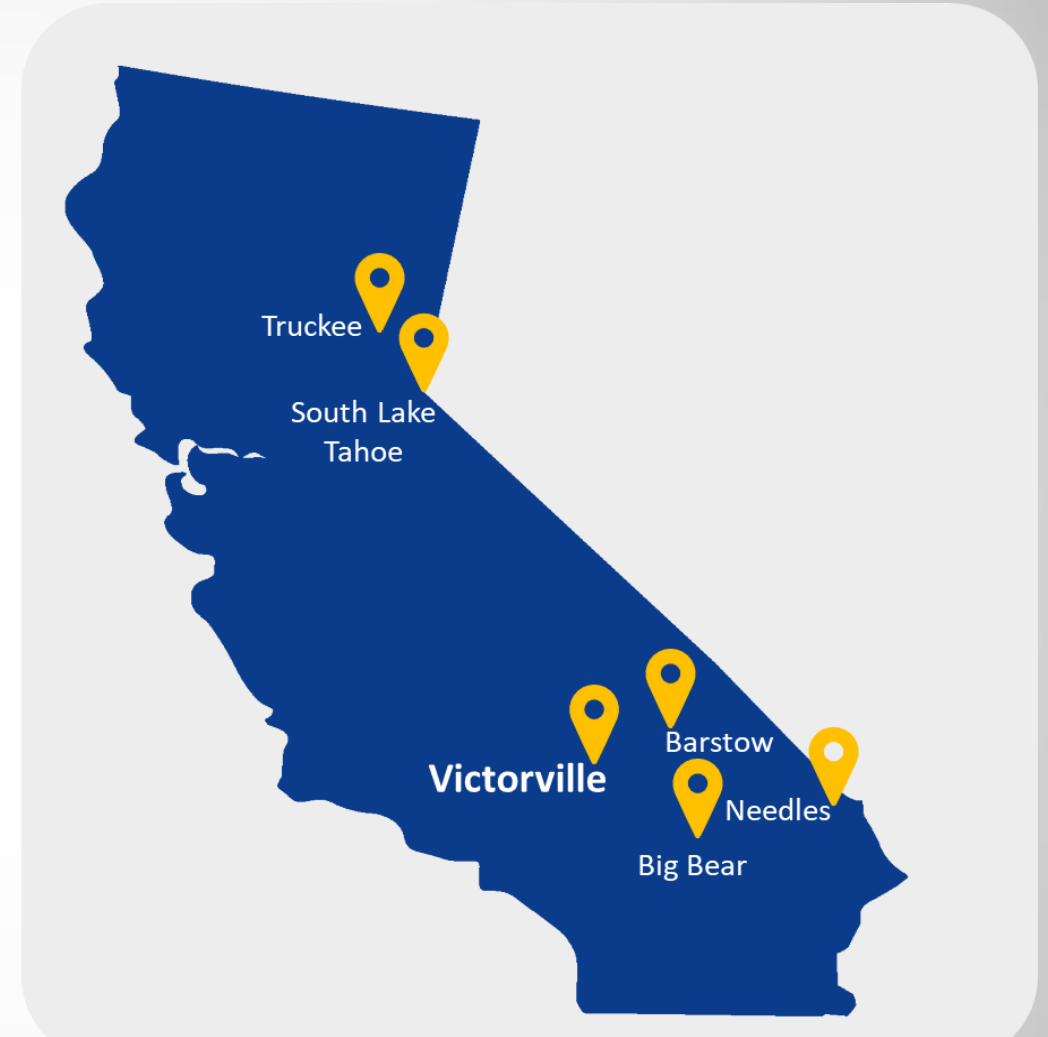 Truckee
South Lake
Tahoe
Barstow
Victorville
Needles
Big Bear